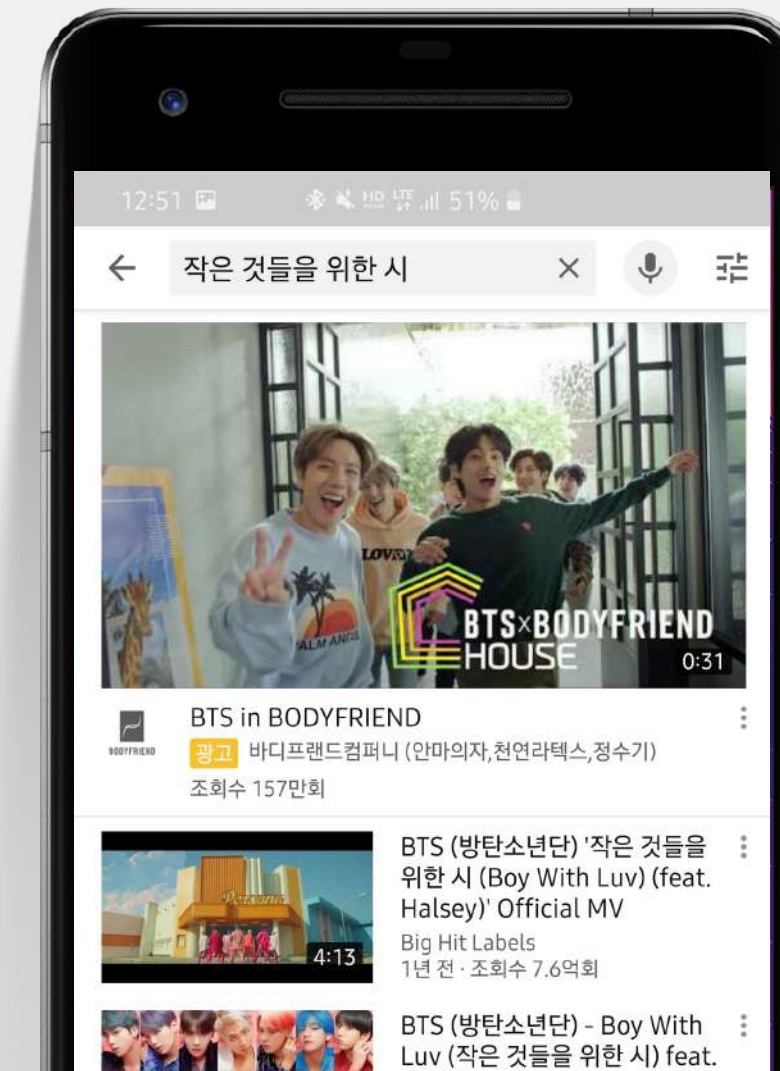 12:51 HD LTE 51%
작은 것들을 위한 시
LOVE
PALM ANGELS
BTS×BODYFRIEND
HOUSE
0:31
BODYFRIEND
BTS in BODYFRIEND
광고 바디프랜드컴퍼니 (안마의자,천연라텍스,정수기)
조회수 157만회
Persona
4:13
BTS (방탄소년단) '작은 것들을
위한 시 (Boy With Luv) (feat.
Halsey)' Official MV
Big Hit Labels
1년 전 · 조회수 7.6억회
BTS (방탄소년단) - Boy With
Luv (작은 것들을 위한 시) feat.